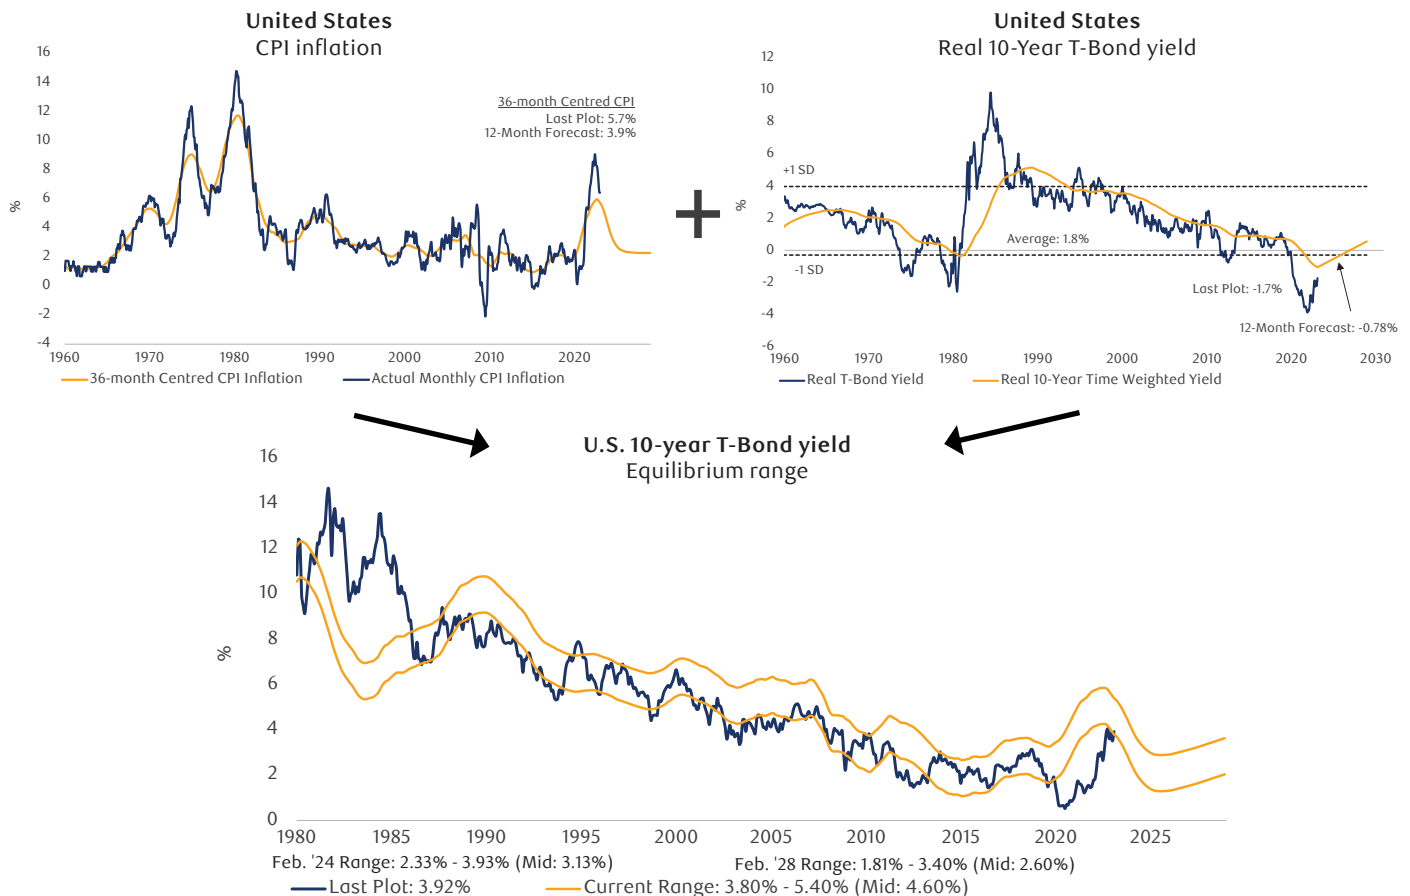 United States
CPI inflation
16
14
12
10
8
6
4
2
0
-2
-4
%
36-month Centred CPI
Last Plot: 5.7%
12-Month Forecast: 3.9%
1960
1970
1980
1990
2000
2010
2020
36-month Centred CPI Inflation
Actual Monthly CPI Inflation
+
United States
Real 10-Year T-Bond yield
12
10
8
6
4
2
0
-2
-4
-6
%
+1 SD
Average: 1.8%
-1 SD
Last Plot: -1.7%
12-Month Forecast: -0.78%
1960
1970
1980
1990
2000
2010
2020
2030
Real T-Bond Yield
Real 10-Year Time Weighted Yield
U.S. 10-year T-Bond yield
Equilibrium range
16
14
12
10
8
6
4
2
0
%
1980
1985
1990
1995
2000
2005
2010
2015
2020
2025
Feb. '24 Range: 2.33% - 3.93% (Mid: 3.13%)
Feb. '28 Range: 1.81% - 3.40% (Mid: 2.60%)
Last Plot: 3.92%
Current Range: 3.80% - 5.40% (Mid: 4.60%)